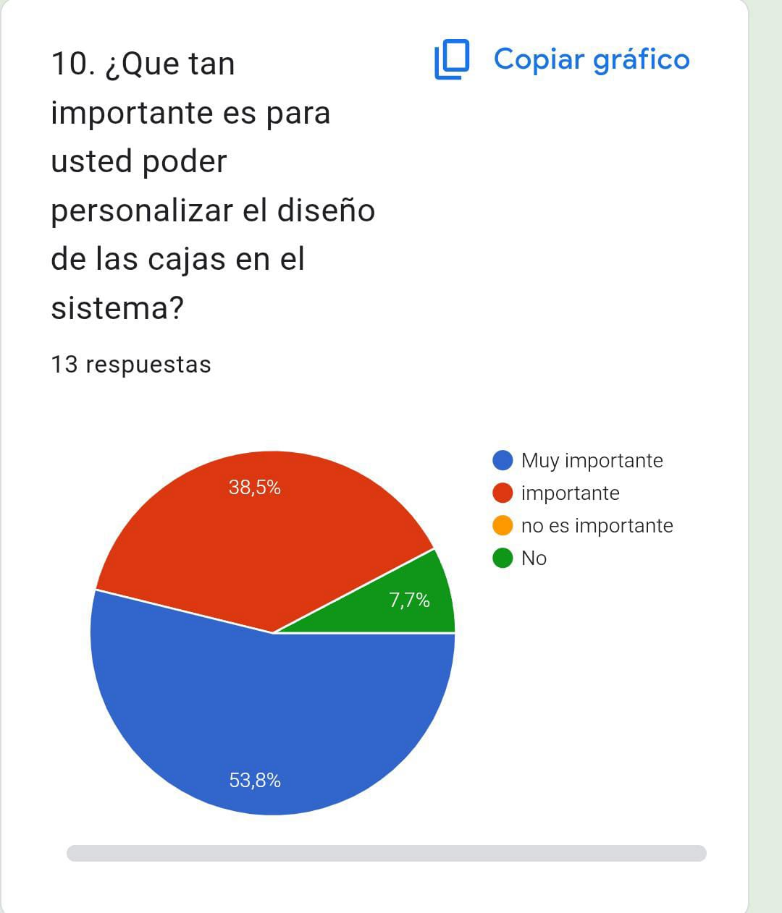 10. ¿Que tan
importante es para
usted poder
personalizar el diseño
de las cajas en el
sistema?
Copiar gráfico
13 respuestas
38,5%
7,7%
53,8%
Muy importante
importante
no es importante
No